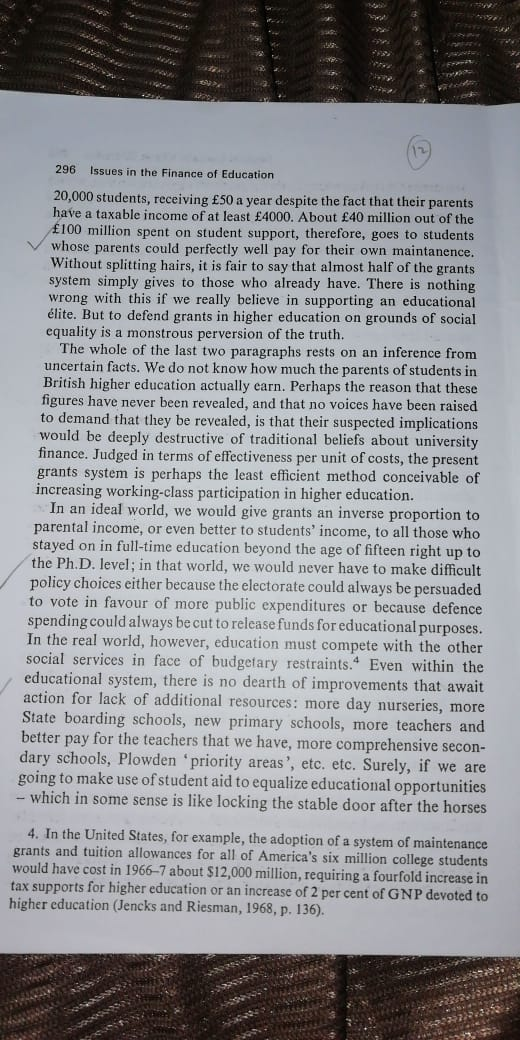 12
296 Issues in the Finance of Education
20,000 students, receiving £50 a year despite the fact that their parents
have a taxable income of at least £4000. About £40 million out of the
£100 million spent on student support, therefore, goes to students
whose parents could perfectly well pay for their own maintanence.
Without splitting hairs, it is fair to say that almost half of the grants
system simply gives to those who already have. There is nothing
wrong with this if we really believe in supporting an educational
élite. But to defend grants in higher education on grounds of social
equality is a monstrous perversion of the truth.
The whole of the last two paragraphs rests on an inference from
uncertain facts. We do not know how much the parents of students in
British higher education actually earn. Perhaps the reason that these
figures have never been revealed, and that no voices have been raised
to demand that they be revealed, is that their suspected implications
would be deeply destructive of traditional beliefs about university
finance. Judged in terms of effectiveness per unit of costs, the present
grants system is perhaps the least efficient method conceivable of
increasing working-class participation in higher education.
In an ideal world, we would give grants an inverse proportion to
parental income, or even better to students' income, to all those who
stayed on in full-time education beyond the age of fifteen right up to
the Ph.D. level; in that world, we would never have to make difficult
policy choices either because the electorate could always be persuaded
to vote in favour of more public expenditures or because defence
spending could always be cut to release funds for educational purposes.
In the real world, however, education must compete with the other
social services in face of budgetary restraints.⁴ Even within the
educational system, there is no dearth of improvements that await
action for lack of additional resources: more day nurseries, more
State boarding schools, new primary schools, more teachers and
better pay for the teachers that we have, more comprehensive secon-
dary schools, Plowden 'priority areas', etc. etc. Surely, if we are
going to make use of student aid to equalize educational opportunities
– which in some sense is like locking the stable door after the horses
4. In the United States, for example, the adoption of a system of maintenance
grants and tuition allowances for all of America's six million college students
would have cost in 1966–7 about $12,000 million, requiring a fourfold increase in
tax supports for higher education or an increase of 2 per cent of GNP devoted to
higher education (Jencks and Riesman, 1968, p. 136).